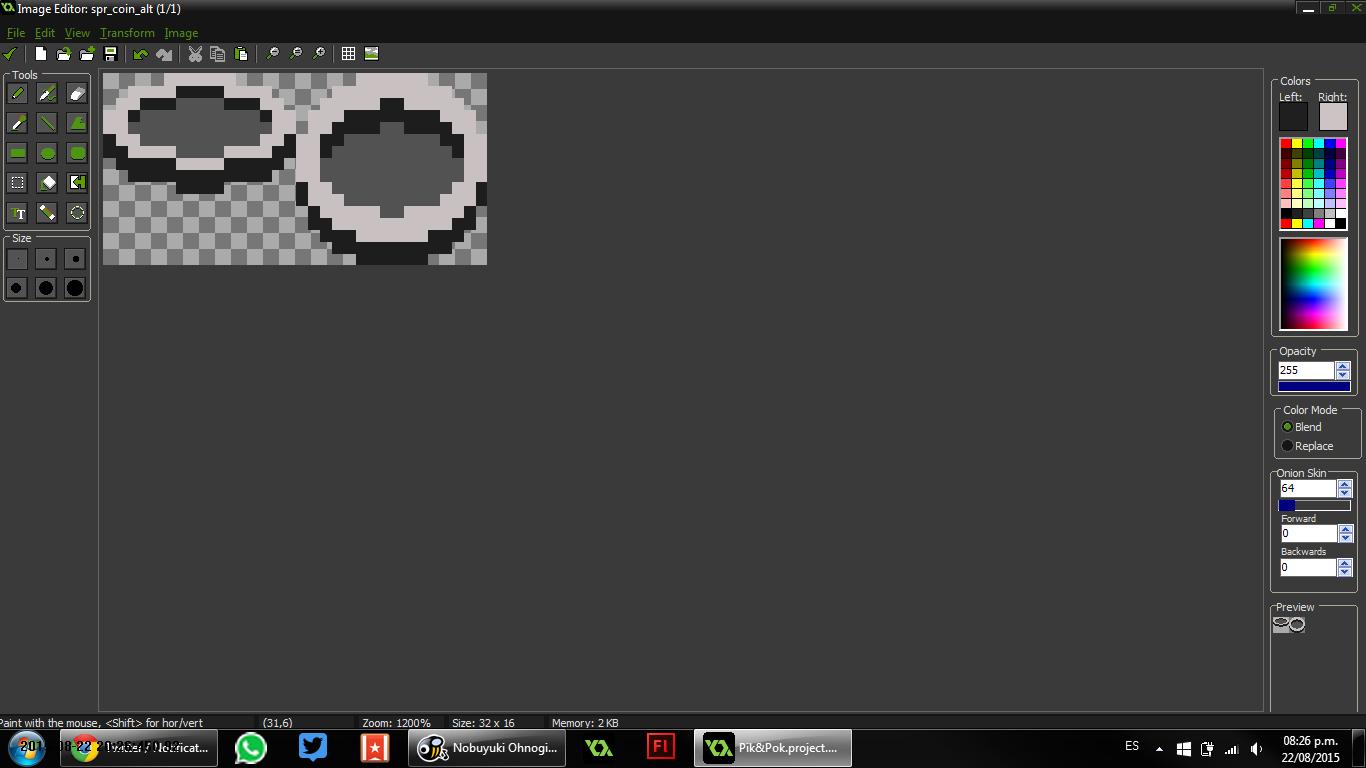 Image Editor: spr_coin_alt (1/1)
File Edit View Transform Image
Tools
Size
Colors
Left: Right:
Opacity
255
Color Mode
Blend
Replace
Onion Skin
64
Forward
0
Backwards
0
Preview
Paint with the mouse, <Shift> for hor/vert (31,6) Zoom: 1200% Size: 32 x 16 Memory: 2 KB
Nobuyuki Ohnogi...
Fl
Pik&Pok.project....
ES
08:26 p.m.
22/08/2015